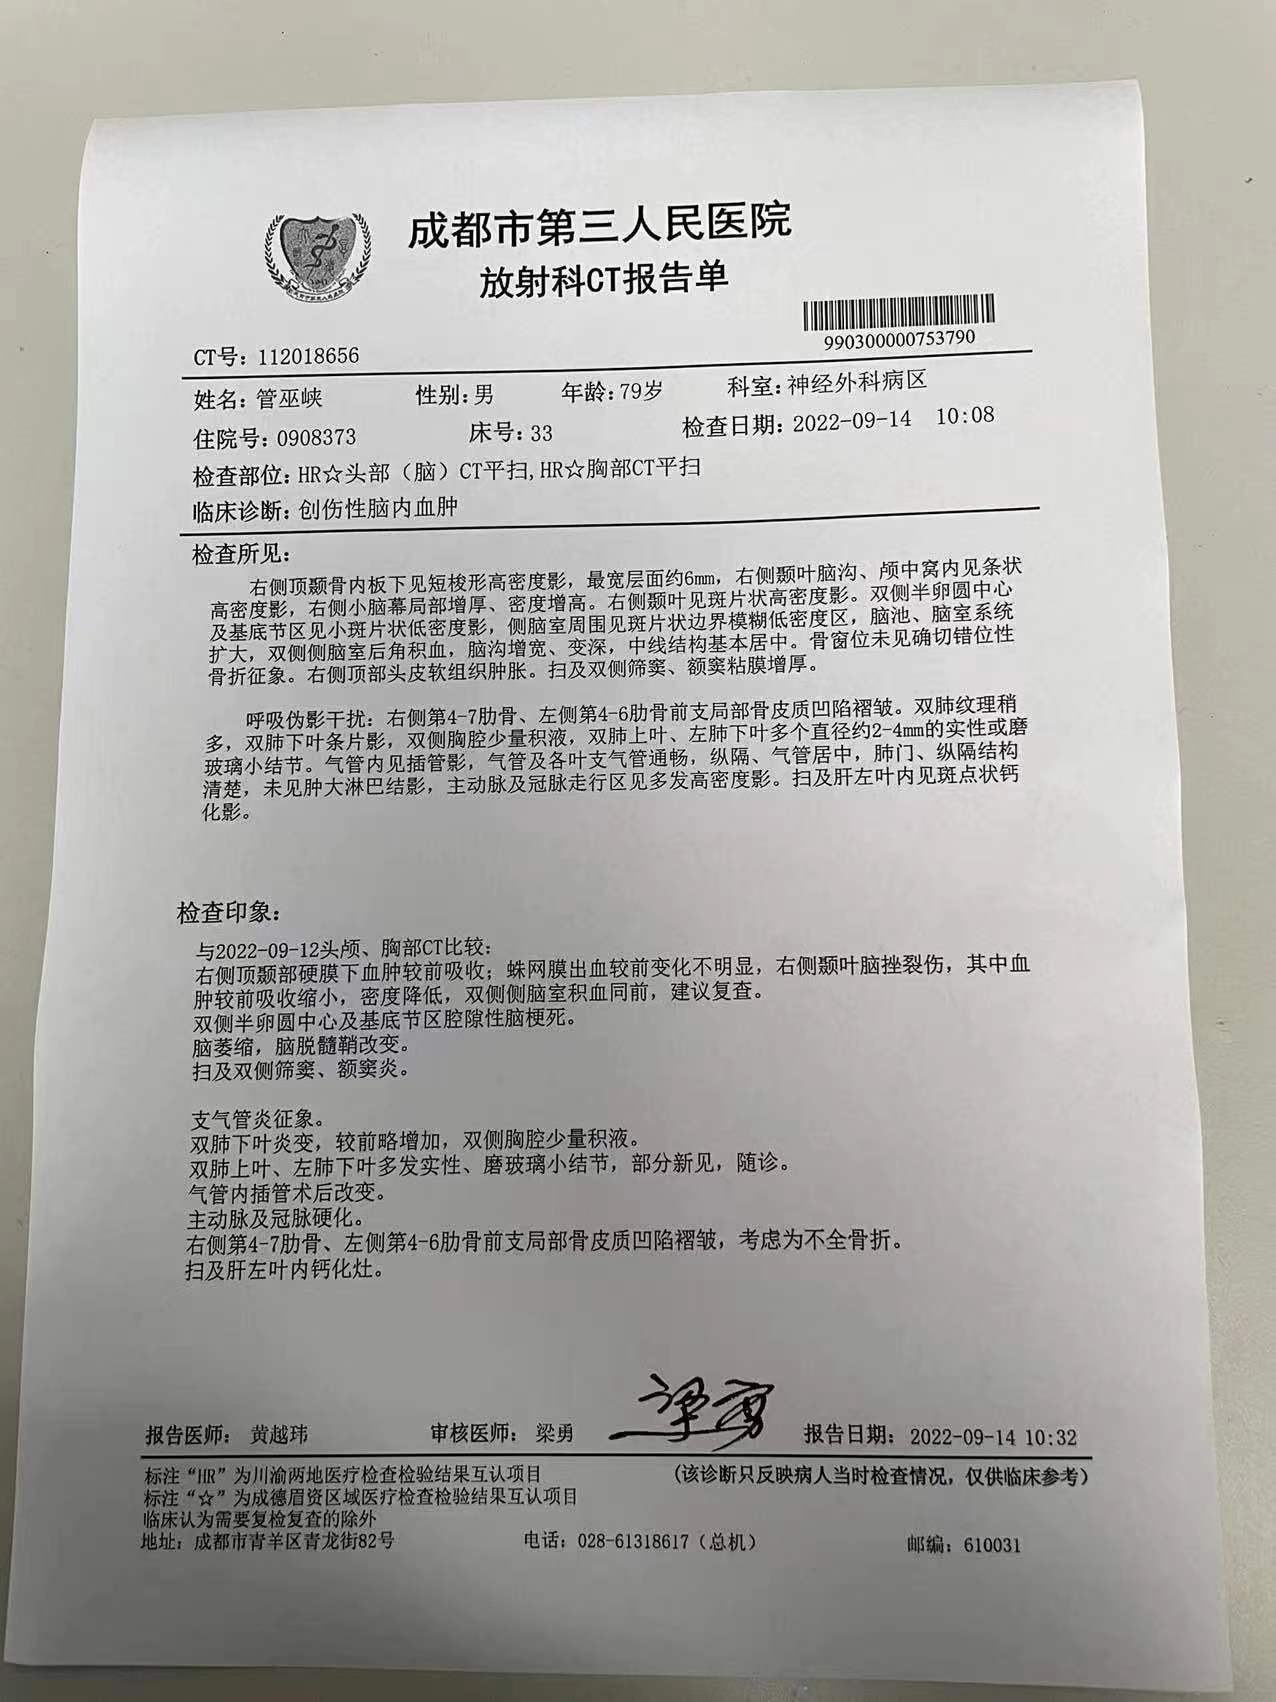 成都市第三人民医院
放射科CT报告单
990300000753790
CT号：112018656
姓名：管巫峡 性别：男 年龄：79岁 科室：神经外科病区
住院号：0908373 床号：33 检查日期：2022-09-14 10:08
检查部位：HR☆头部（脑）CT平扫,HR☆胸部CT平扫
临床诊断：创伤性脑内血肿
检查所见：
右侧顶颞骨内板下见短梭形高密度影，最宽层面约6mm，右侧颞叶脑沟、颅中窝内见条状
高密度影，右侧小脑幕局部增厚、密度增高。右侧颞叶见斑片状高密度影。双侧半卵圆中心
及基底节区见小斑片状低密度影，侧脑室周围见斑片状边界模糊低密度区，脑池、脑室系统
扩大，双侧侧脑室后角积血，脑沟增宽、变深，中线结构基本居中。骨窗位未见确切错位性
骨折征象。右侧顶部头皮软组织肿胀。扫及双侧筛窦、额窦粘膜增厚。
呼吸伪影干扰：右侧第4-7肋骨、左侧第4-6肋骨前支局部骨皮质凹陷褶皱。双肺纹理稍
多，双肺下叶条片影，双侧胸腔少量积液，双肺上叶、左肺下叶多个直径约2-4mm的实性或磨
玻璃小结节。气管内见插管影，气管及各叶支气管通畅，纵隔、气管居中，肺门、纵隔结构
清楚，未见肿大淋巴结影，主动脉及冠脉走行区见多发高密度影。扫及肝左叶内见斑点状钙
化影。
检查印象：
与2022-09-12头颅、胸部CT比较：
右侧顶颞部硬膜下血肿较前吸收；蛛网膜出血较前变化不明显，右侧颞叶脑挫裂伤，其中血
肿较前吸收缩小，密度降低，双侧侧脑室积血同前，建议复查。
双侧半卵圆中心及基底节区腔隙性脑梗死。
脑萎缩，脑脱髓鞘改变。
扫及双侧筛窦、额窦炎。
支气管炎征象。
双肺下叶炎变，较前略增加，双侧胸腔少量积液。
双肺上叶、左肺下叶多发实性、磨玻璃小结节，部分新见，随诊。
气管内插管术后改变。
主动脉及冠脉硬化。
右侧第4-7肋骨、左侧第4-6肋骨前支局部骨皮质凹陷褶皱，考虑为不全骨折。
扫及肝左叶内钙化灶。
报告医师： 黄越玮 审核医师： 梁勇 梁勇 报告日期：2022-09-14 10:32
标注“HR”为川渝两地医疗检查检验结果互认项目 （该诊断只反映病人当时检查情况，仅供临床参考）
标注“☆”为成德眉资区域医疗检查检验结果互认项目
临床认为需要复检复查的除外
地址：成都市青羊区青龙街82号 电话：028-61318617（总机） 邮编：610031